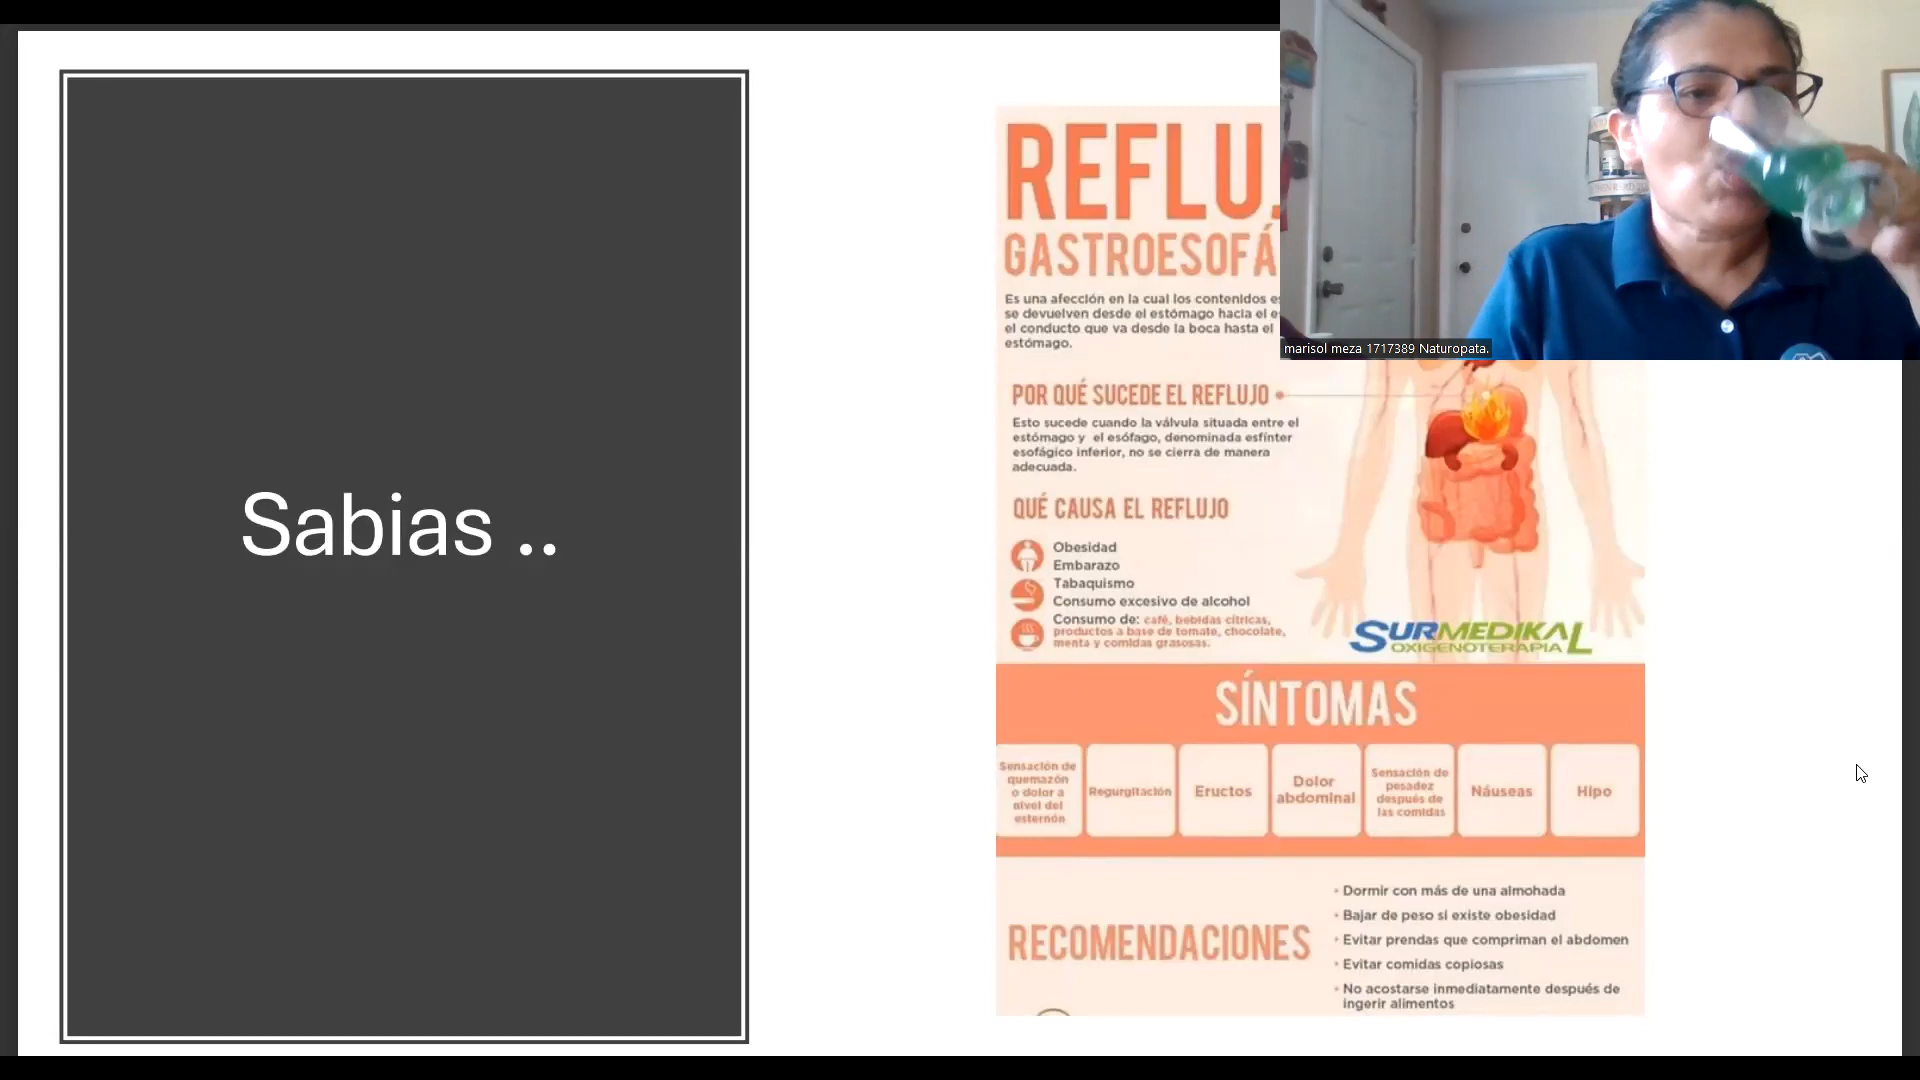 Sabias ..
REFLU
GASTROESOFÁ
Es una afección en la cual los contenidos
se devuelven desde el estómago hacia el
el conducto que va desde la boca hasta el
estómago.
marisol meza 1717389 Naturopata.
POR QUÉ SUCEDE EL REFLUJO
Esto sucede cuando la válvula situada entre el
estómago y el esófago, denominada esfínter
esofágico inferior, no se cierra de manera
adecuada.
QUÉ CAUSA EL REFLUJO
Obesidad
Embarazo
Tabaquismo
Consumo excesivo de alcohol
Consumo de: café, bebidas cítricas,
productos a base de tomate, chocolate,
menta y comidas grasosas.
SURMEDIKAL
OXIGENOTERAPIA
SÍNTOMAS
Sensación de
quemazón
o dolor a
nivel del
esternón
Regurgitación
Eructos
Dolor
abdominal
Sensación de
pesadez
después de
las comidas
Náuseas
Hipo
RECOMENDACIONES
• Dormir con más de una almohada
• Bajar de peso si existe obesidad
• Evitar prendas que compriman el abdomen
• Evitar comidas copiosas
• No acostarse inmediatamente después de
ingerir alimentos